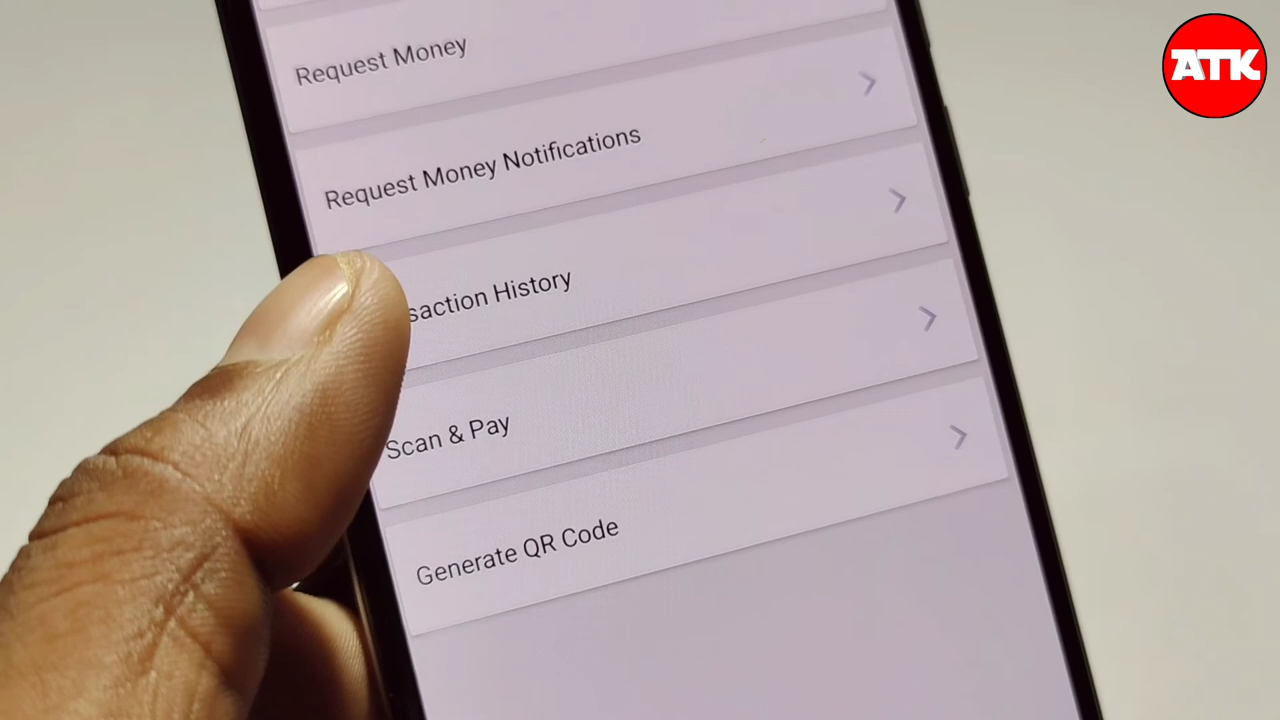 Request Money
Request Money Notifications
saction History
Scan & Pay
Generate QR Code
ATK